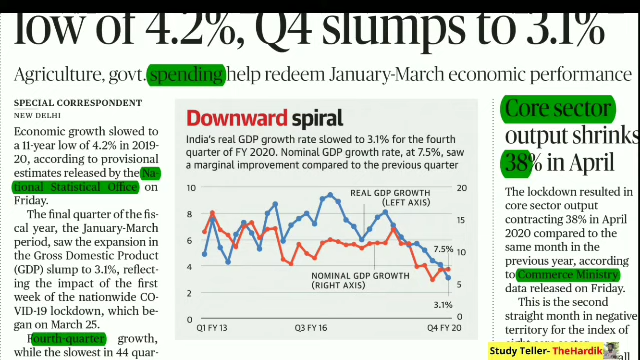 low of 4.2%, Q4 slumps to 3.1%
Agriculture, govt. spending help redeem January-March economic performance
SPECIAL CORRESPONDENT
NEW DELHI
Economic growth slowed to
a 11-year low of 4.2% in 2019-
20, according to provisional
estimates released by the Na-
tional Statistical Office on
Friday.
The final quarter of the fis-
cal year, the January-March
period, saw the expansion in
the Gross Domestic Product
(GDP) slump to 3.1%, reflect-
ing the impact of the first
week of the nationwide CO-
VID-19 lockdown, which be-
gan on March 25.
Fourth-quarter growth,
while the slowest in 44 quar-
Downward spiral
India's real GDP growth rate slowed to 3.1% for the fourth
quarter of FY 2020. Nominal GDP growth rate, at 7.5%, saw
a marginal improvement compared to the previous quarter
10 20
REAL GDP GROWTH
(LEFT AXIS)
8 15
6 10
7.5%
4 5
NOMINAL GDP GROWTH
(RIGHT AXIS)
2 0
3.1%
0
Q1 FY 13 Q3 FY 16 Q4 FY 20
Core sector
output shrinks
38% in April
The lockdown resulted in
core sector output
contracting 38% in April
2020 compared to the
same month in the
previous year, according
to Commerce Ministry
data released on Friday.
This is the second
straight month in negative
territory for the index of
Study Teller- TheHardik